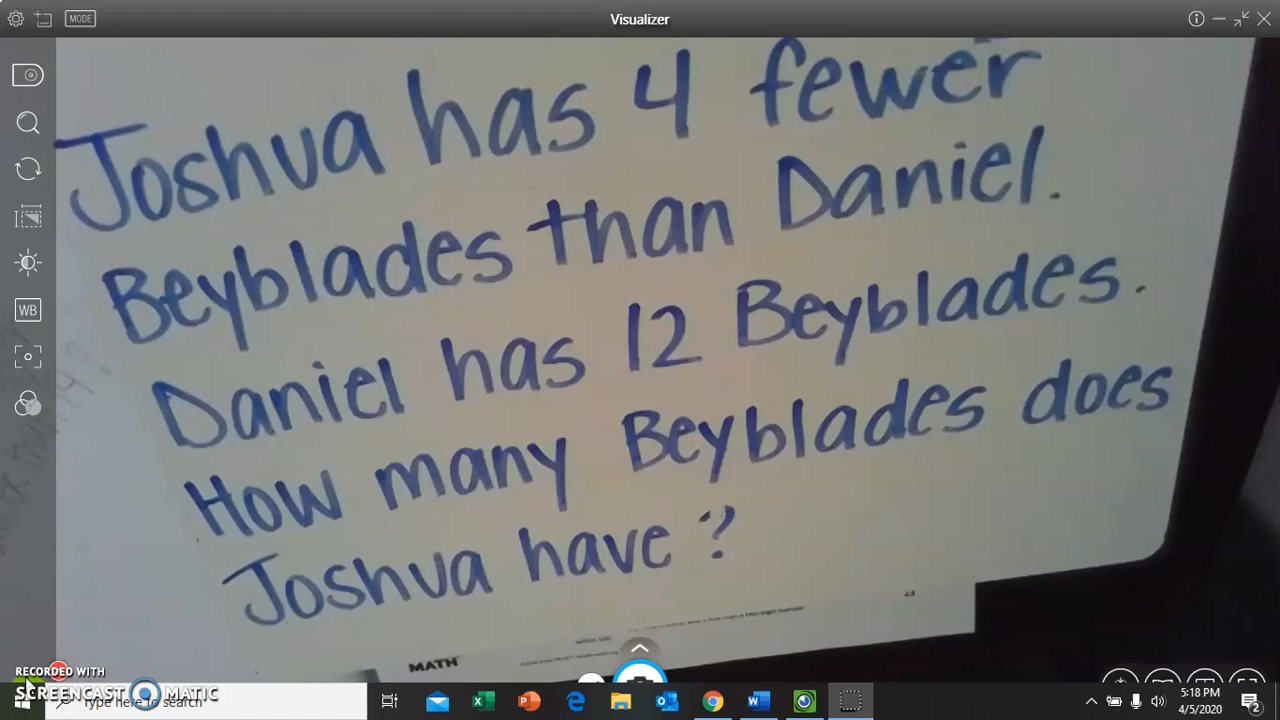 MODE
Visualizer
Joshua has 4 fewer
Beyblades than Daniel.
Daniel has 12 Beyblades.
How many Beyblades does
Joshua have?
WB
MATH
RECORDED WITH
SCREENCAST MATIC
Type here to search
5:18 PM
4/5/2020
2